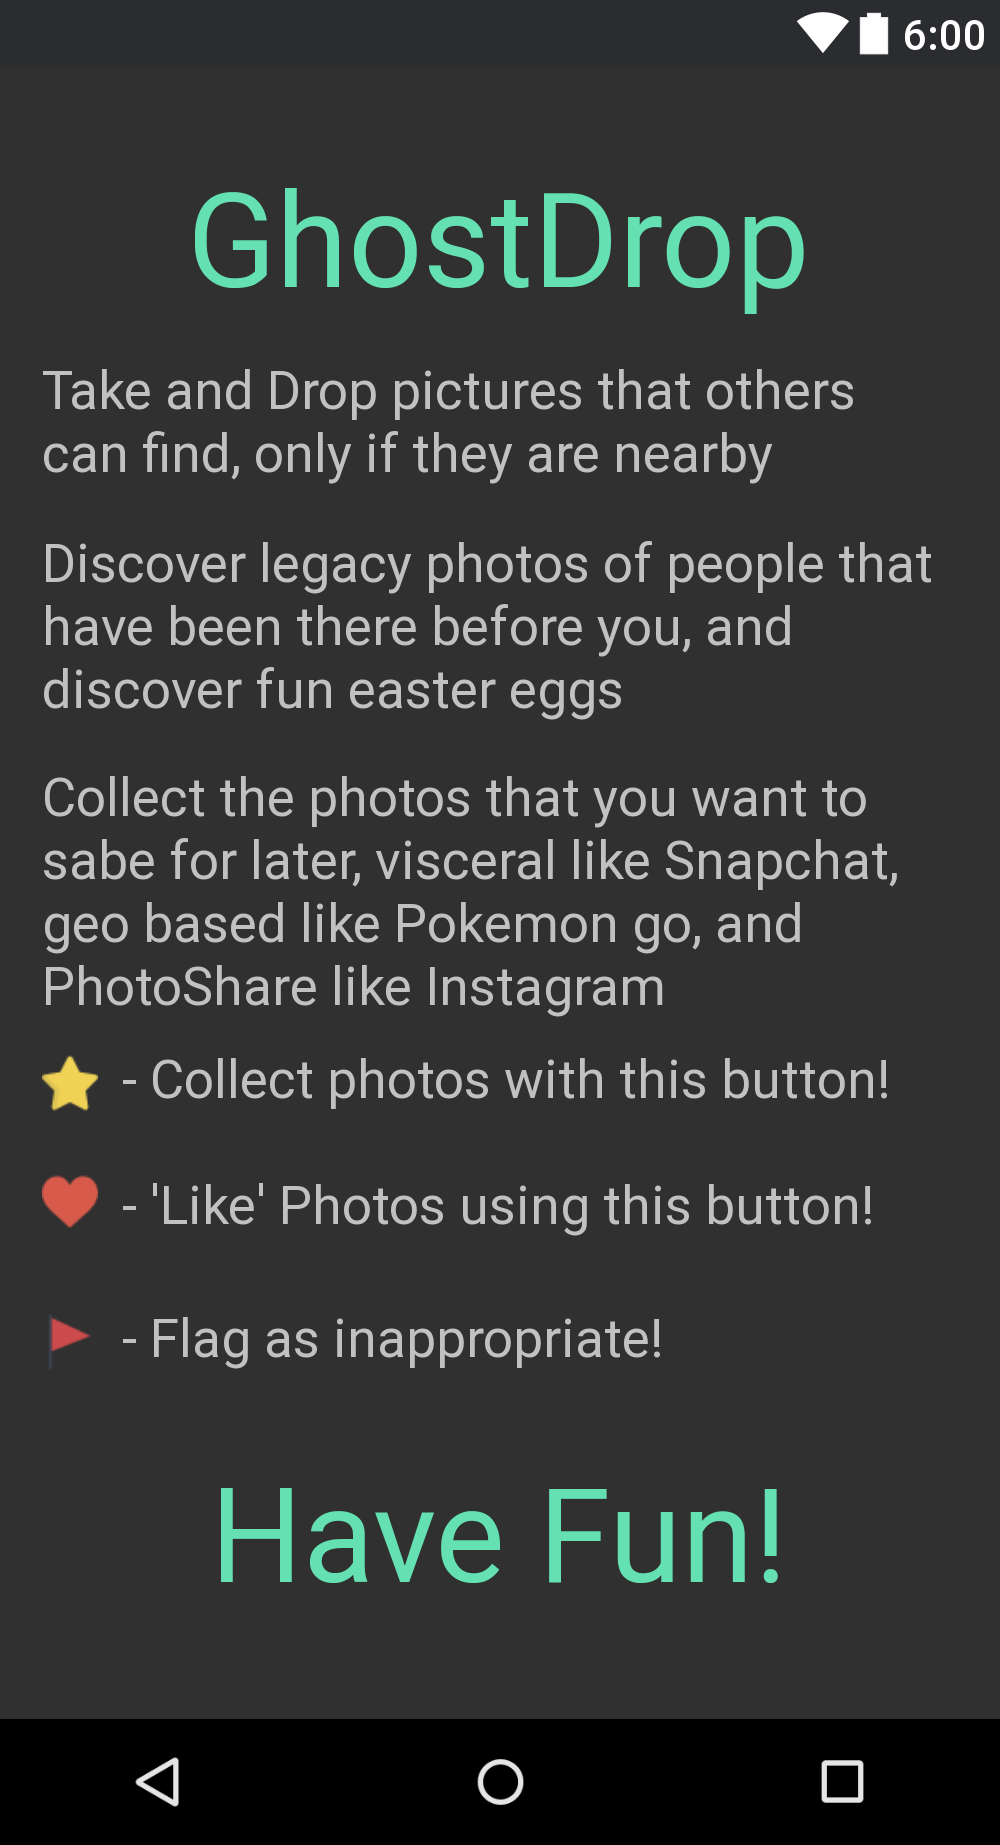 6:00
GhostDrop
Take and Drop pictures that others
can find, only if they are nearby
Discover legacy photos of people that
have been there before you, and
discover fun easter eggs
Collect the photos that you want to
sabe for later, visceral like Snapchat,
geo based like Pokemon go, and
PhotoShare like Instagram
- Collect photos with this button!
- 'Like' Photos using this button!
- Flag as inappropriate!
Have Fun!